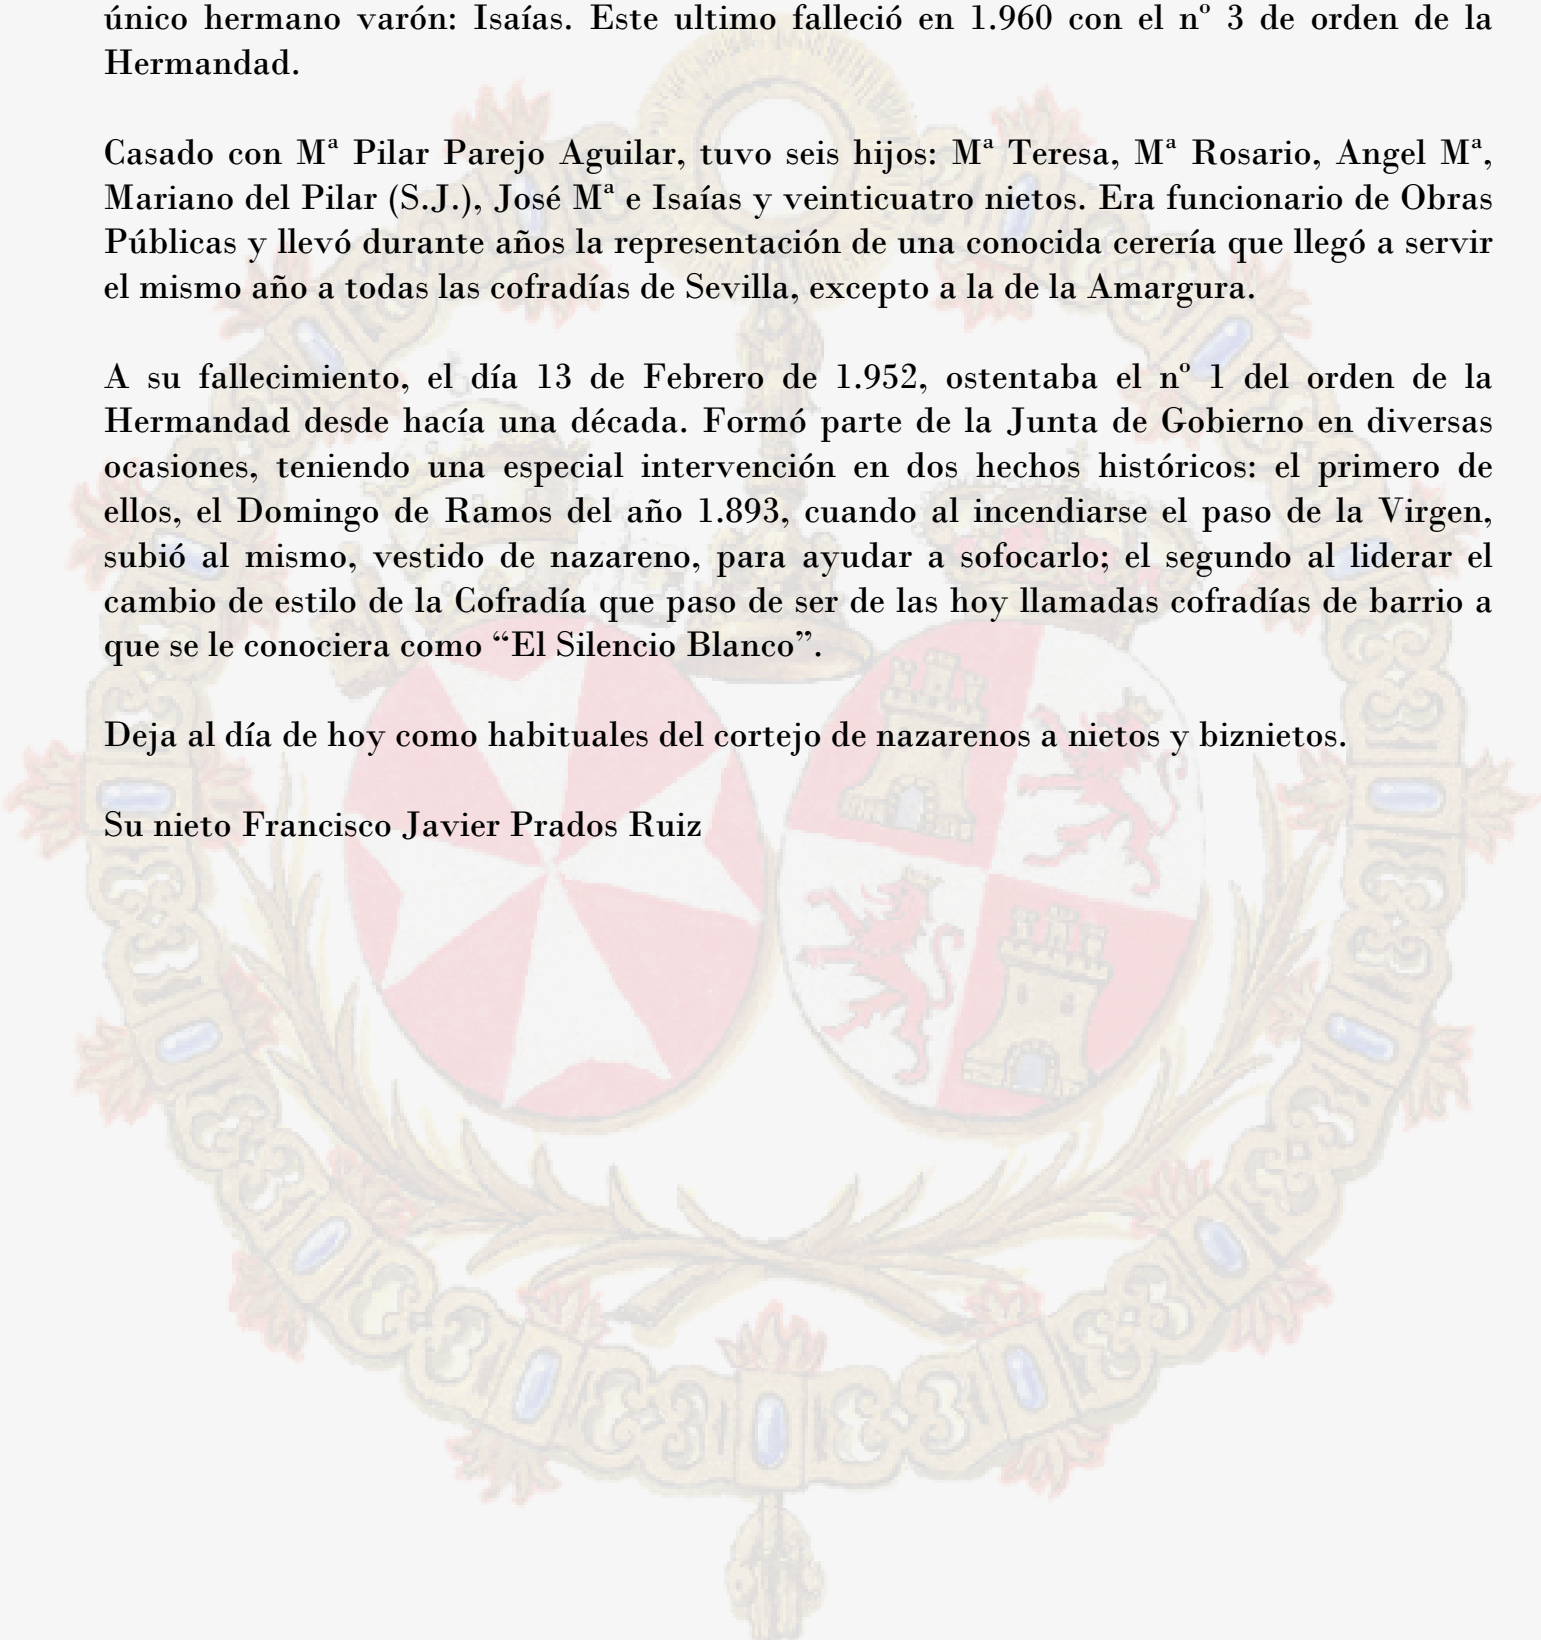 único hermano varón: Isaías. Este ultimo falleció en 1.960 con el nº 3 de orden de la
Hermandad.
Casado con Mª Pilar Parejo Aguilar, tuvo seis hijos: Mª Teresa, Mª Rosario, Angel Mª,
Mariano del Pilar (S.J.), José Mª e Isaías y veinticuatro nietos. Era funcionario de Obras
Públicas y llevó durante años la representación de una conocida cerería que llegó a servir
el mismo año a todas las cofradías de Sevilla, excepto a la de la Amargura.
A su fallecimiento, el día 13 de Febrero de 1.952, ostentaba el nº 1 del orden de la
Hermandad desde hacía una década. Formó parte de la Junta de Gobierno en diversas
ocasiones, teniendo una especial intervención en dos hechos históricos: el primero de
ellos, el Domingo de Ramos del año 1.893, cuando al incendiarse el paso de la Virgen,
subió al mismo, vestido de nazareno, para ayudar a sofocarlo; el segundo al liderar el
cambio de estilo de la Cofradía que paso de ser de las hoy llamadas cofradías de barrio a
que se le conociera como “El Silencio Blanco”.
Deja al día de hoy como habituales del cortejo de nazarenos a nietos y biznietos.
Su nieto Francisco Javier Prados Ruiz